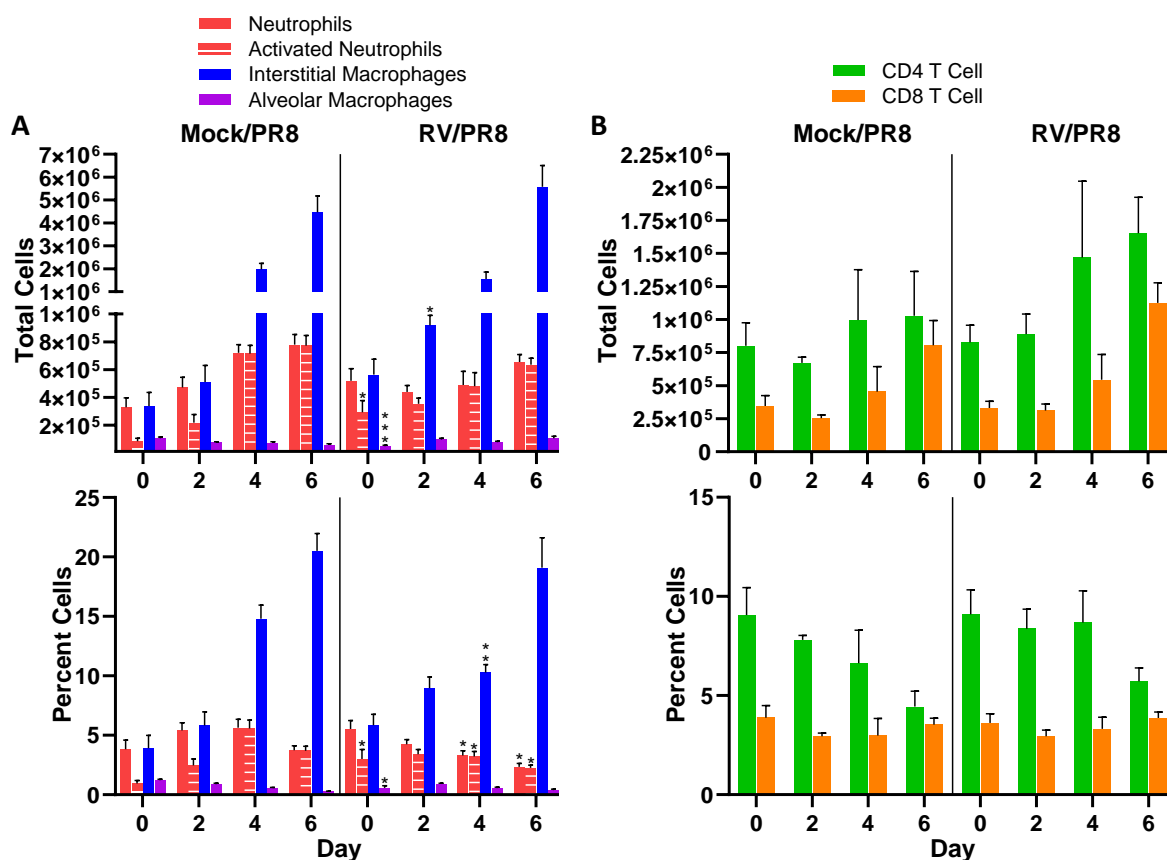 Neutrophils
Activated Neutrophils
Interstitial Macrophages
Alveolar Macrophages
CD4 T Cell
CD8 T Cell
A
Mock/PR8 RV/PR8
Total Cells
7×10⁶
6×10⁶
5×10⁶
4×10⁶
3×10⁶
2×10⁶
1×10⁶
1×10⁶
8×10⁵
6×10⁵
4×10⁵
2×10⁵
* *** *
0 2 4 6 0 2 4 6
Percent Cells
25
20
15
10
5
0
* * * * ** * *
0 2 4 6 0 2 4 6
Day
B
Mock/PR8 RV/PR8
Total Cells
2.25×10⁶
2×10⁶
1.75×10⁶
1.5×10⁶
1.25×10⁶
1×10⁶
7.5×10⁵
5×10⁵
2.5×10⁵
0
0 2 4 6 0 2 4 6
Percent Cells
15
10
5
0
0 2 4 6 0 2 4 6
Day